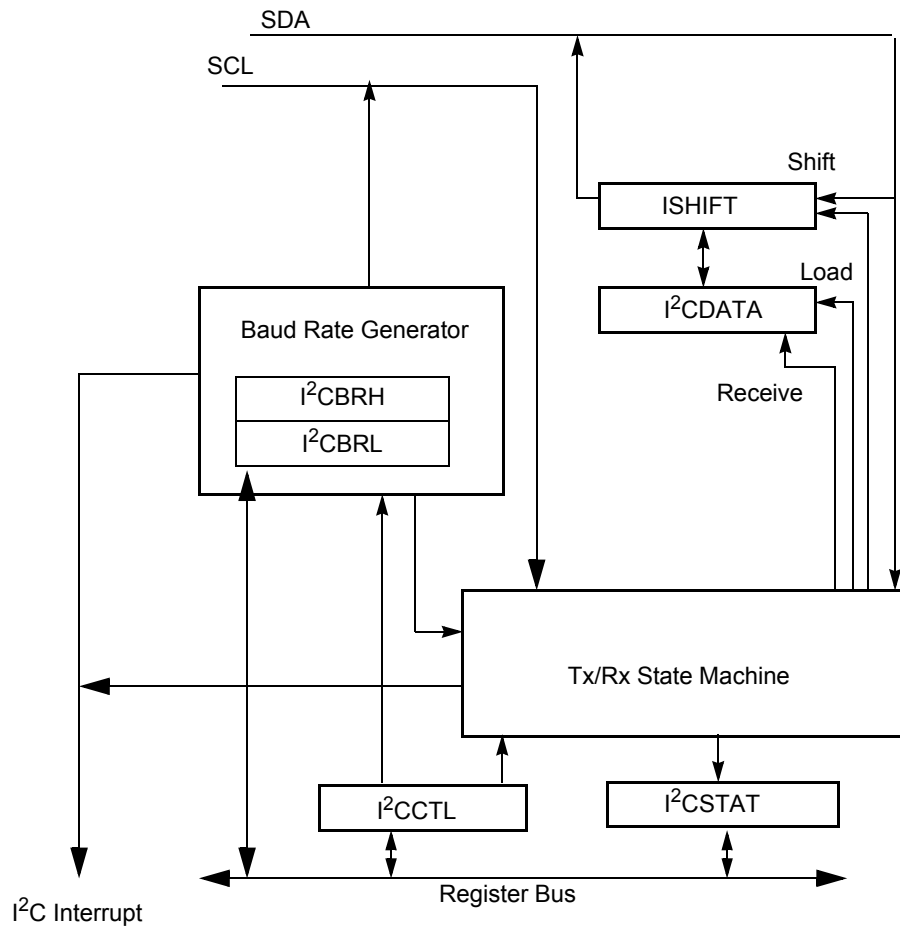 SDA
SCL
Shift
ISHIFT
Load
I²CDATA
Baud Rate Generator
Receive
I²CBRH
I²CBRL
Tx/Rx State Machine
I²CCTL
I²CSTAT
Register Bus
I²C Interrupt